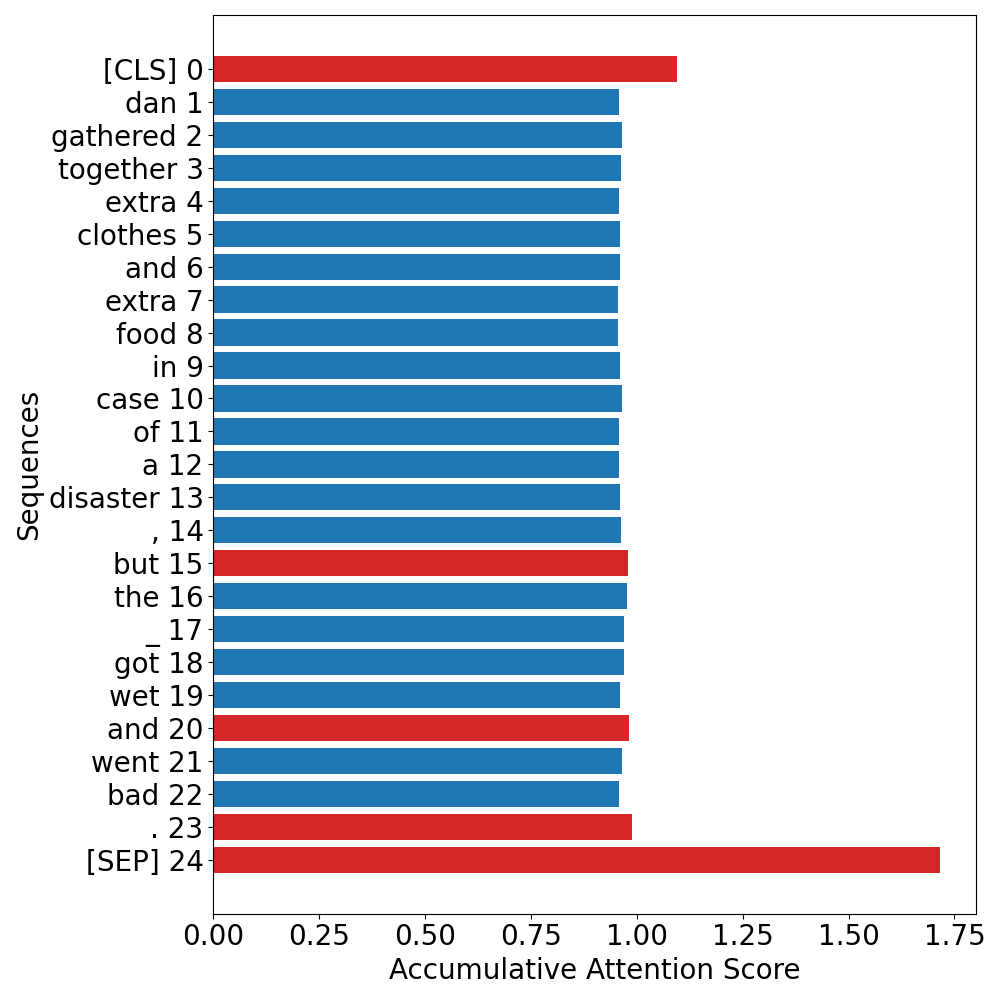 [CLS] 0
dan 1
gathered 2
together 3
extra 4
clothes 5
and 6
extra 7
food 8
in 9
case 10
of 11
a 12
disaster 13
, 14
but 15
the 16
_ 17
got 18
wet 19
and 20
went 21
bad 22
. 23
[SEP] 24
Sequences
0.00 0.25 0.50 0.75 1.00 1.25 1.50 1.75
Accumulative Attention Score